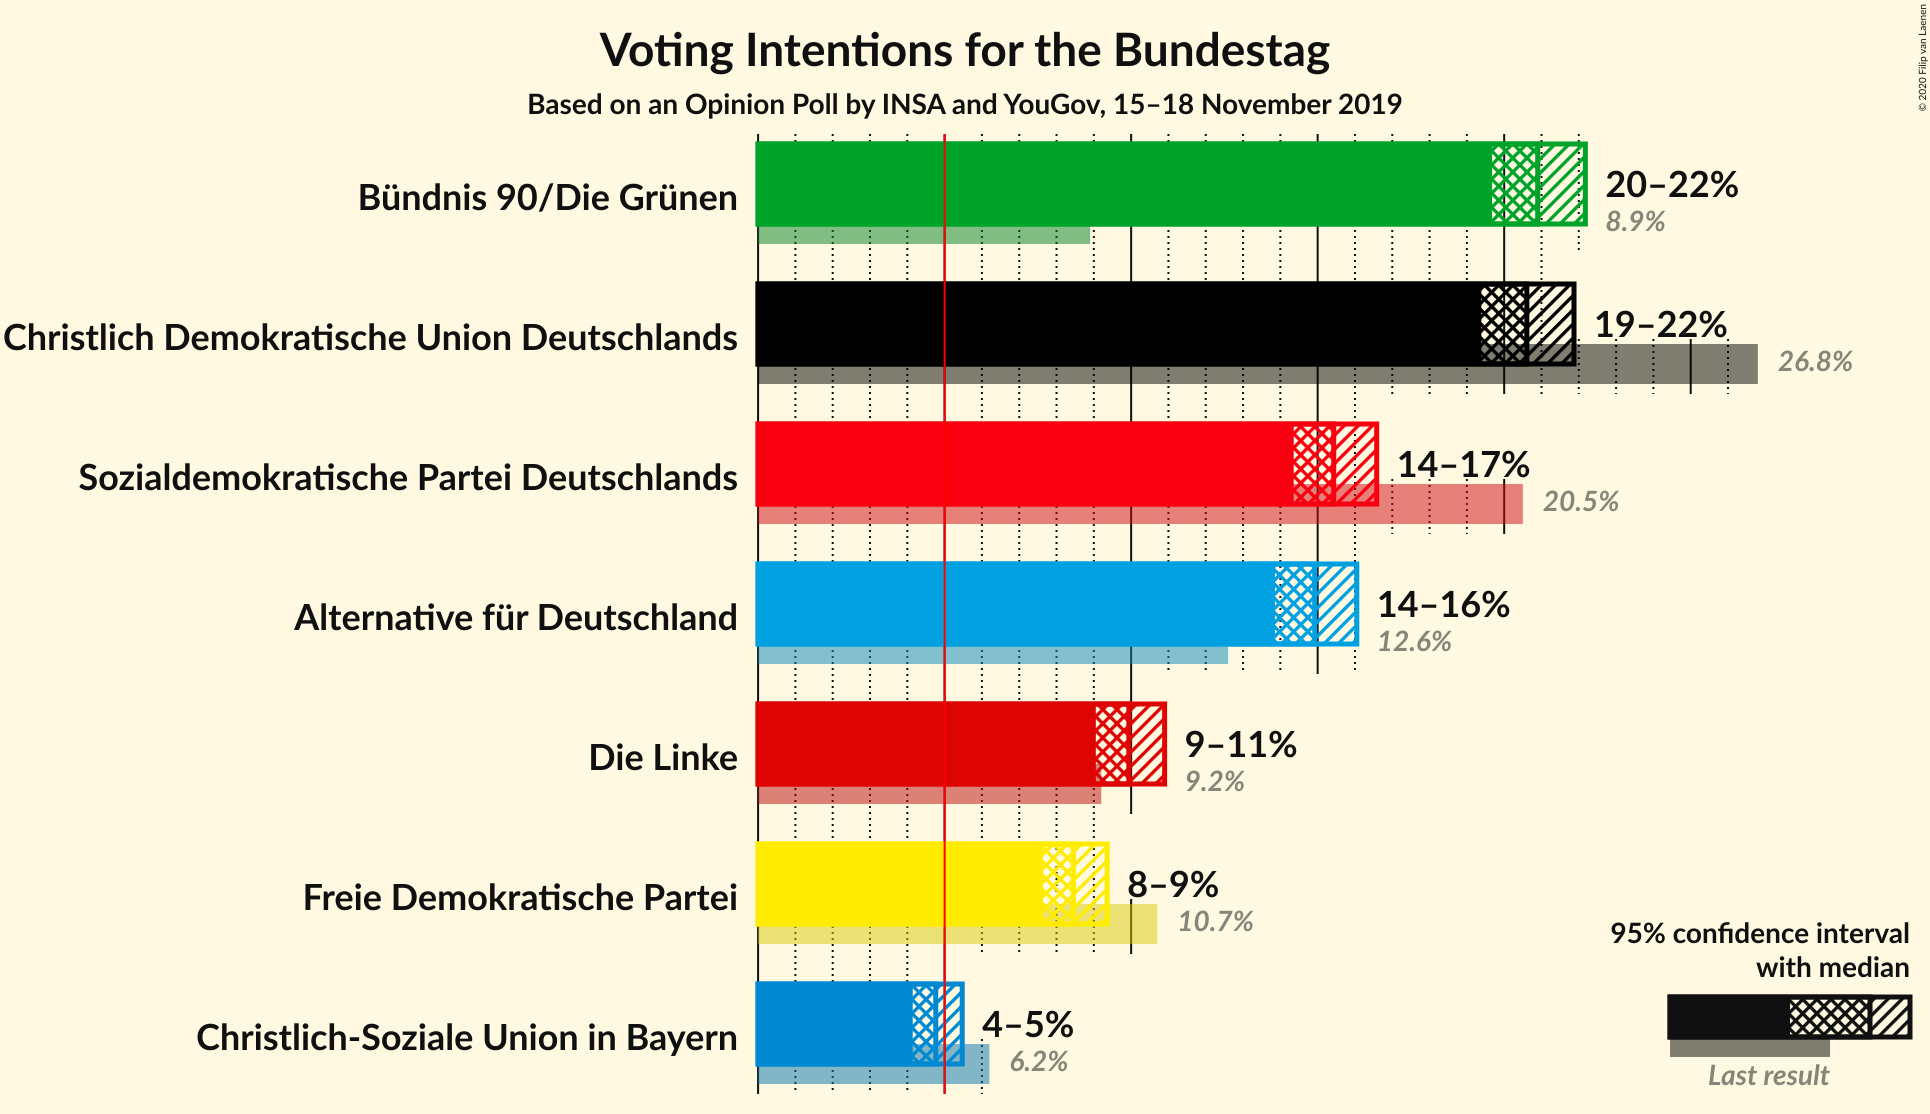 Voting Intentions for the Bundestag
Based on an Opinion Poll by INSA and YouGov, 15–18 November 2019
© 2020 Filip van Laenen
Bündnis 90/Die Grünen
20–22%
8.9%
Christlich Demokratische Union Deutschlands
19–22%
26.8%
Sozialdemokratische Partei Deutschlands
14–17%
20.5%
Alternative für Deutschland
14–16%
12.6%
Die Linke
9–11%
9.2%
Freie Demokratische Partei
8–9%
10.7%
Christlich-Soziale Union in Bayern
4–5%
6.2%
95% confidence interval
with median
Last result